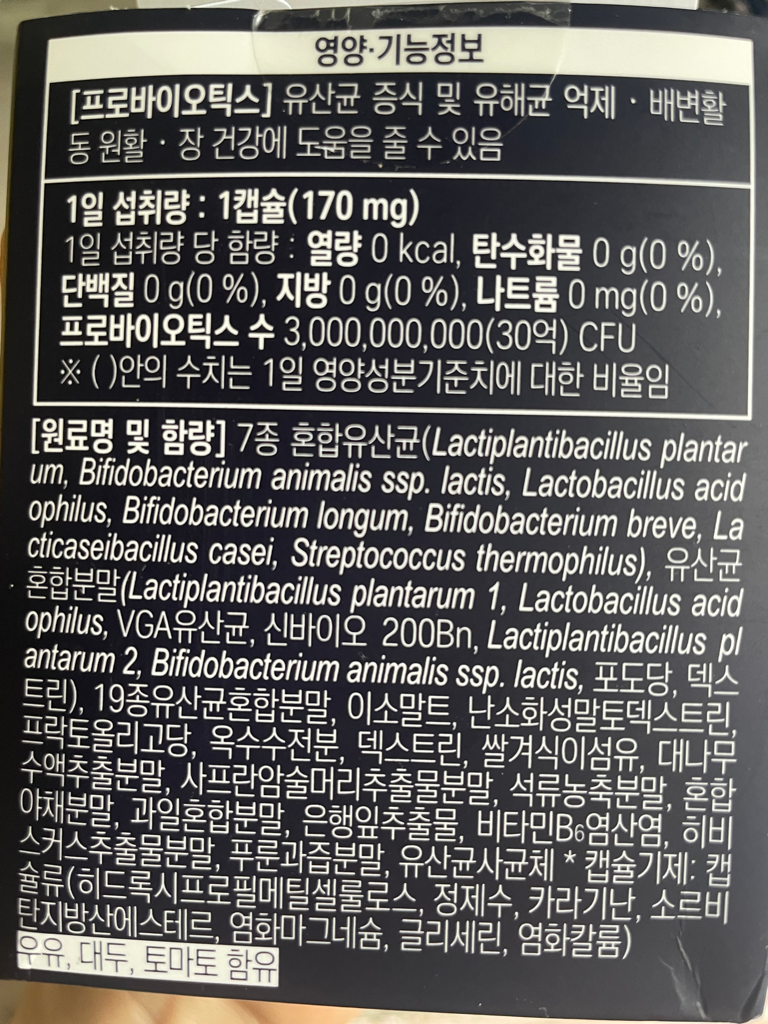 영양·기능정보
[프로바이오틱스] 유산균 증식 및 유해균 억제 · 배변활
동 원활 · 장 건강에 도움을 줄 수 있음
1일 섭취량 : 1캡슐(170 mg)
1일 섭취량 당 함량 : 열량 0 kcal, 탄수화물 0 g(0 %),
단백질 0 g(0 %), 지방 0 g(0 %), 나트륨 0 mg(0 %),
프로바이오틱스 수 3,000,000,000(30억) CFU
※ ( )안의 수치는 1일 영양성분기준치에 대한 비율임
[원료명 및 함량] 7종 혼합유산균(Lactiplantibacillus plantar
um, Bifidobacterium animalis ssp. lactis, Lactobacillus acid
ophilus, Bifidobacterium longum, Bifidobacterium breve, La
cticaseibacillus casei, Streptococcus thermophilus), 유산균
혼합분말(Lactiplantibacillus plantarum 1, Lactobacillus acid
ophilus, VGA유산균, 신바이오 200Bn, Lactiplantibacillus pl
antarum 2, Bifidobacterium animalis ssp. lactis, 포도당, 덱스
트린), 19종유산균혼합분말, 이소말트, 난소화성말토덱스트린,
프락토올리고당, 옥수수전분, 덱스트린, 쌀겨식이섬유, 대나무
수액추출분말, 사프란암술머리추출물분말, 석류농축분말, 혼합
야채분말, 과일혼합분말, 은행잎추출물, 비타민B₆염산염, 히비
스커스추출물분말, 푸룬과즙분말, 유산균사균체 * 캡슐기제: 캡
슐류(히드록시프로필메틸셀룰로스, 정제수, 카라기난, 소르비
탄지방산에스테르, 염화마그네슘, 글리세린, 염화칼륨)
우유, 대두, 토마토 함유